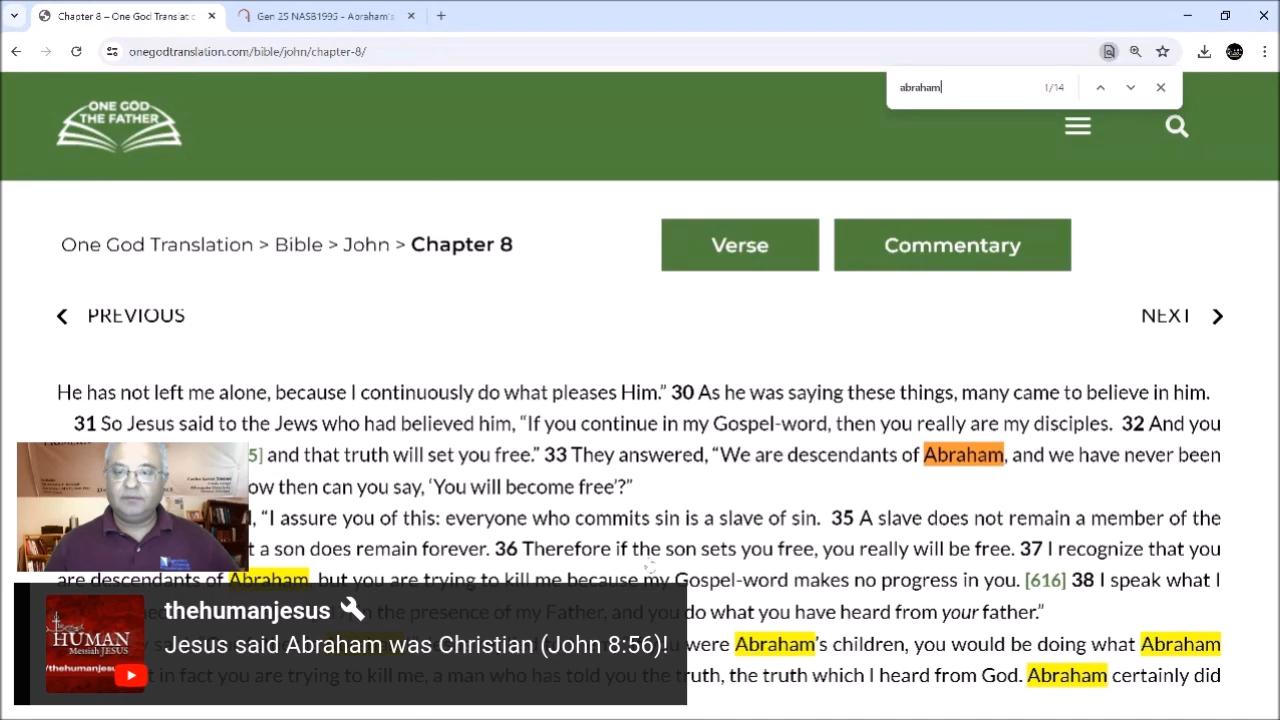 Chapter 8 – One God Translatio
Gen 25 NASB1995 - Abraham's
onegodtranslation.com/bible/john/chapter-8/
abraham
1/14
ONE GOD
THE FATHER
One God Translation > Bible > John > Chapter 8
Verse
Commentary
PREVIOUS
NEXT
He has not left me alone, because I continuously do what pleases Him.” 30 As he was saying these things, many came to believe in him.
31 So Jesus said to the Jews who had believed him, “If you continue in my Gospel-word, then you really are my disciples. 32 And you
5] and that truth will set you free.” 33 They answered, “We are descendants of Abraham, and we have never been
ow then can you say, ‘You will become free’?”
, “I assure you of this: everyone who commits sin is a slave of sin. 35 A slave does not remain a member of the
t a son does remain forever. 36 Therefore if the son sets you free, you really will be free. 37 I recognize that you
are descendants of Abraham, but you are trying to kill me because my Gospel-word makes no progress in you. [616] 38 I speak what I
in the presence of my Father, and you do what you have heard from your father.”
were Abraham’s children, you would be doing what Abraham
t in fact you are trying to kill me, a man who has told you the truth, the truth which I heard from God. Abraham certainly did
thehumanjesus
Jesus said Abraham was Christian (John 8:56)!
HUMAN
Messiah JESUS
/thehumanjesu